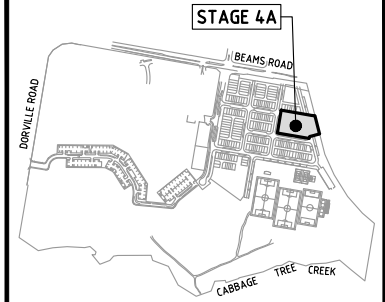 STAGE 4A
BEAMS ROAD
DORVILLE ROAD
CABBAGE TREE CREEK